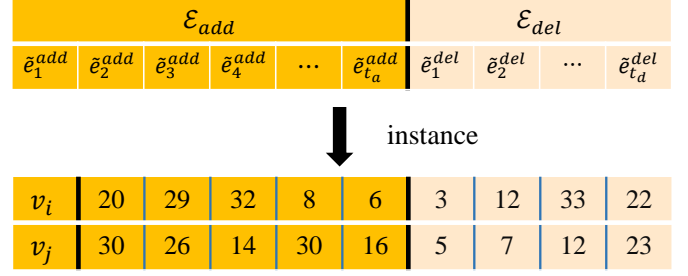 ℰ_add ℰ_del
ẽ_1^add ẽ_2^add ẽ_3^add ẽ_4^add ⋯ ẽ_{t_a}^add ẽ_1^del ẽ_2^del ⋯ ẽ_{t_d}^del
instance
v_i 20 29 32 8 6 3 12 33 22
v_j 30 26 14 30 16 5 7 12 23